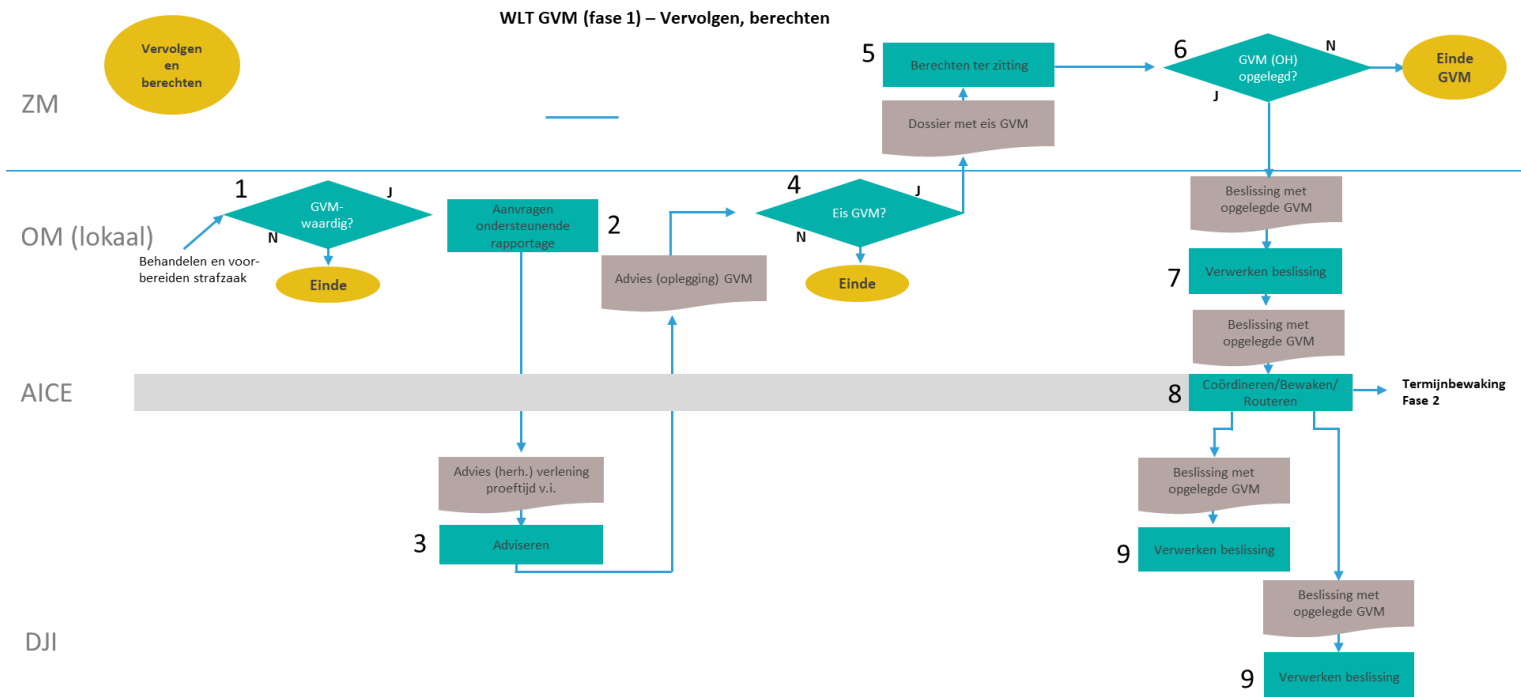 WLT GVM (fase 1) – Vervolgen, berechten
Vervolgen
en
berechten
ZM
5
Berechten ter zitting
6
GVM (OH)
opgelegd?
N
J
Einde
GVM
Dossier met eis GVM
OM (lokaal)
1
GVM-
waardig?
J
N
Behandelen en voor-
bereiden strafzaak
Einde
Aanvragen
ondersteunende
rapportage
2
Advies (oplegging) GVM
4
Eis GVM?
J
N
Einde
Beslissing met
opgelegde GVM
7
Verwerken beslissing
Beslissing met
opgelegde GVM
AICE
8
Coördineren/Bewaken/
Routeren
Termijnbewaking
Fase 2
Advies (herh.) verlening
proeftijd v.i.
3
Adviseren
Beslissing met
opgelegde GVM
9
Verwerken beslissing
DJI
Beslissing met
opgelegde GVM
9
Verwerken beslissing